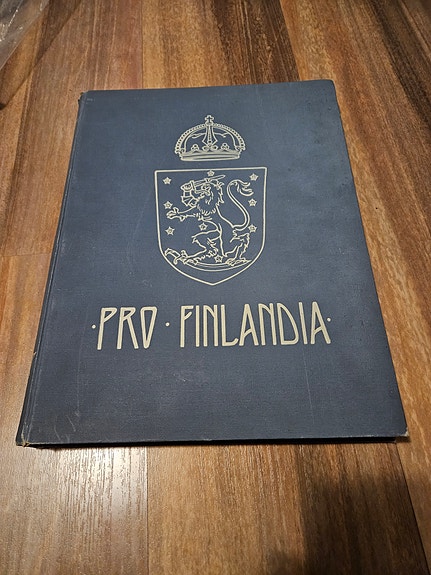 · PRO · FINLANDIA ·